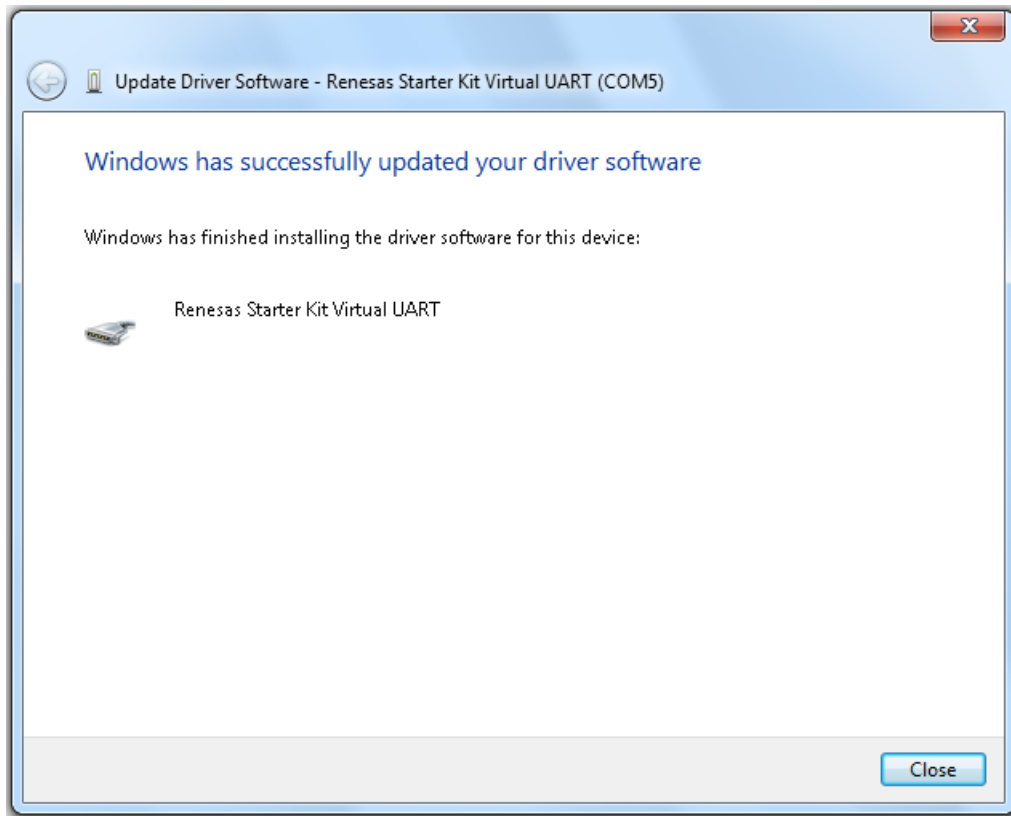 Update Driver Software - Renesas Starter Kit Virtual UART (COM5)
Windows has successfully updated your driver software
Windows has finished installing the driver software for this device:
Renesas Starter Kit Virtual UART
Close